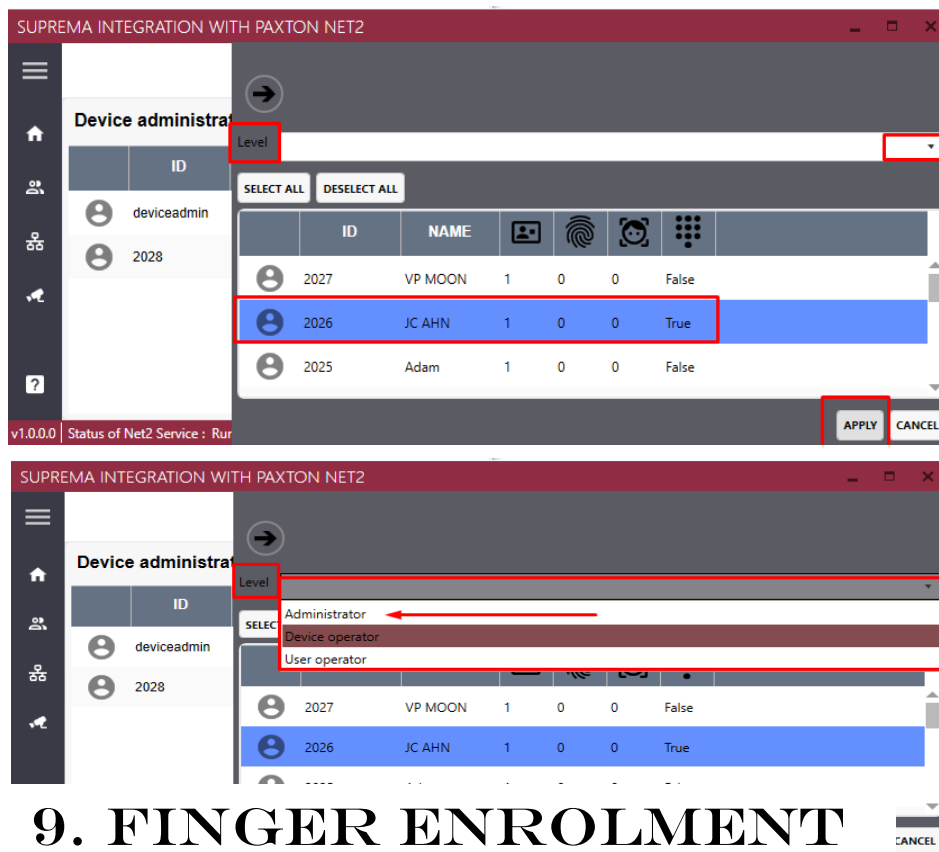 SUPREMA INTEGRATION WITH PAXTON NET2
Device administrat
Level
ID
SELECT ALL DESELECT ALL
deviceadmin
ID NAME
2028
2027 VP MOON 1 0 0 False
2026 JC AHN 1 0 0 True
2025 Adam 1 0 0 False
?
APPLY CANCEL
v1.0.0.0 Status of Net2 Service : Rur
SUPREMA INTEGRATION WITH PAXTON NET2
Device administrat
Level
ID
Administrator
SELEC
Device operator
deviceadmin
User operator
2028
2027 VP MOON 1 0 0 False
2026 JC AHN 1 0 0 True
9. FINGER ENROLMENT
CANCEL